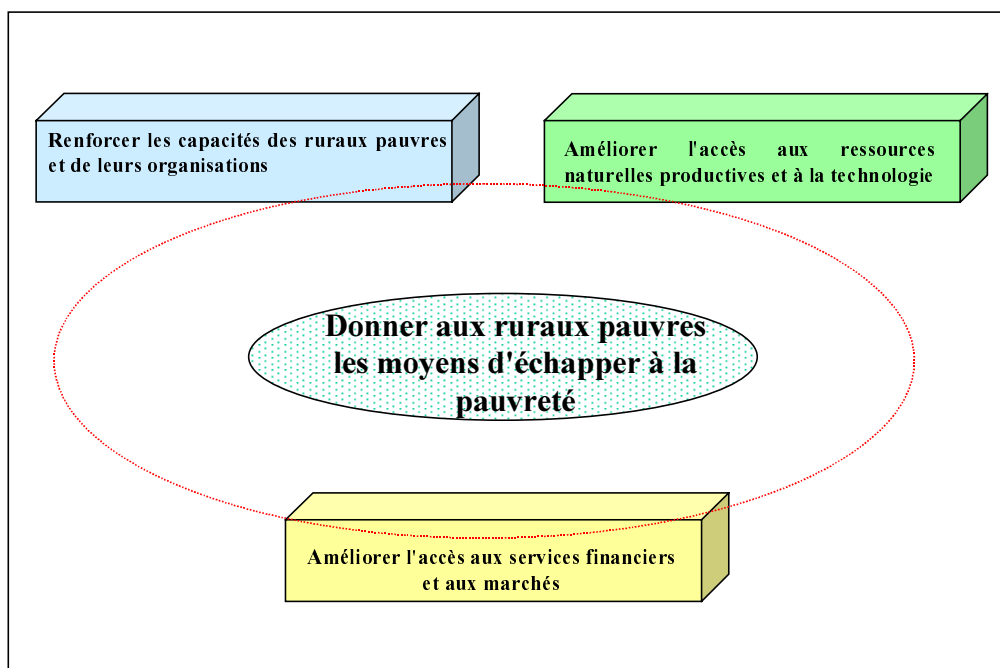 Renforcer les capacités des ruraux pauvres
et de leurs organisations
Améliorer l'accès aux ressources
naturelles productives et à la technologie
Donner aux ruraux pauvres
les moyens d'échapper à la
pauvreté
Améliorer l'accès aux services financiers
et aux marchés